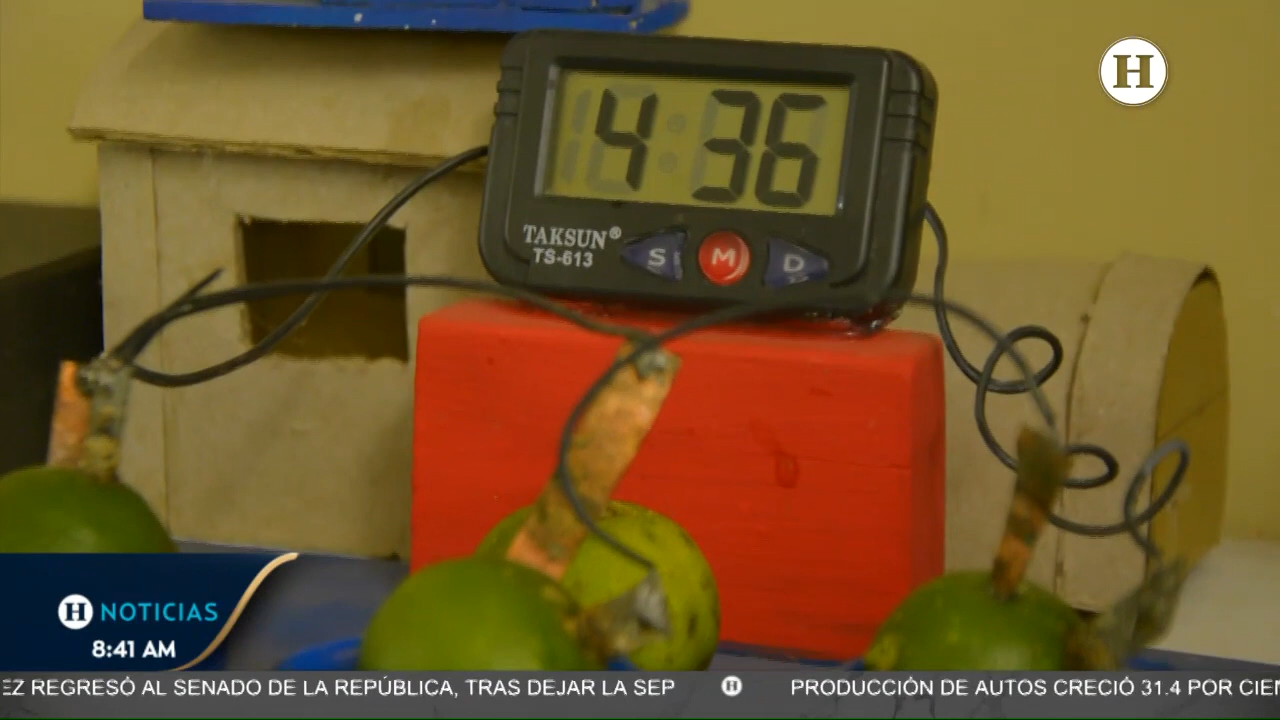 H
4:36
TAKSUN®
TS-613
S M D
H NOTICIAS
8:41 AM
EZ REGRESÓ AL SENADO DE LA REPÚBLICA, TRAS DEJAR LA SEP H PRODUCCIÓN DE AUTOS CRECIÓ 31.4 POR CIEN